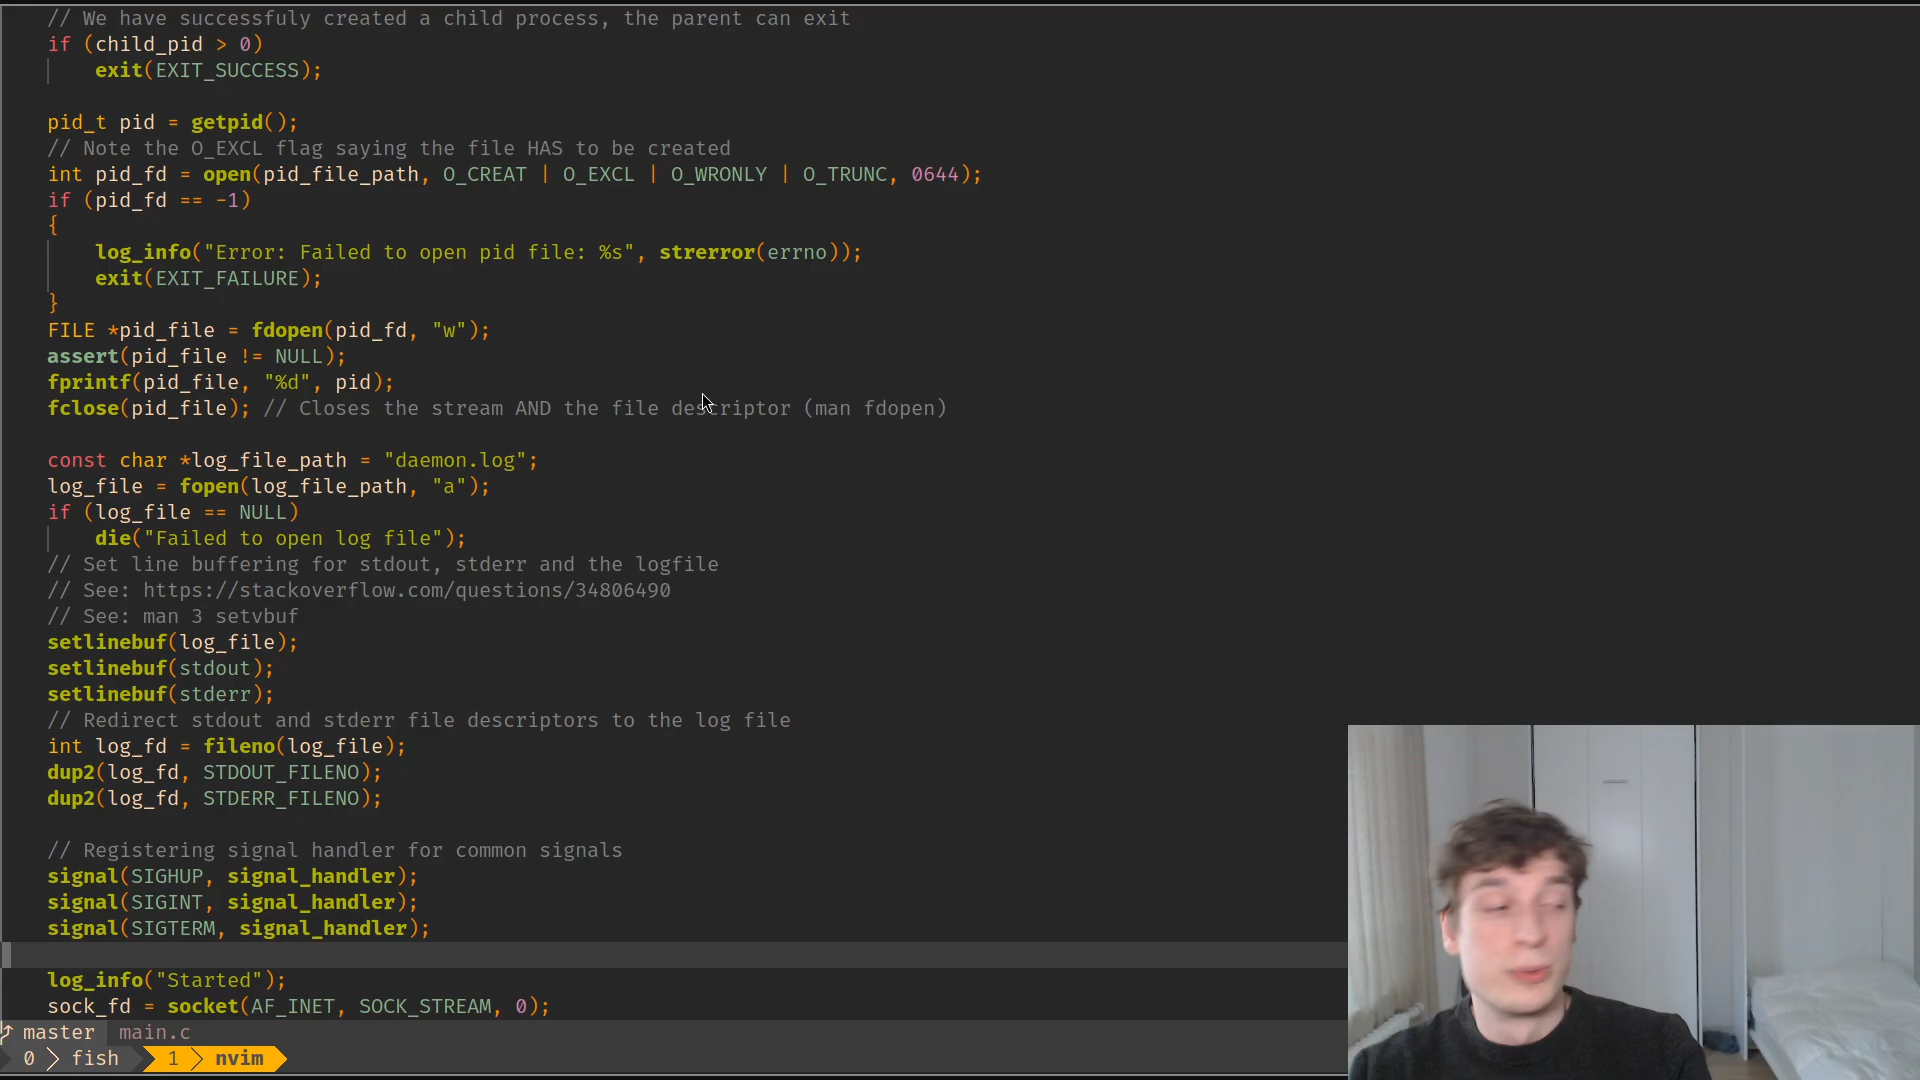 // We have successfuly created a child process, the parent can exit
if (child_pid > 0)
exit(EXIT_SUCCESS);
pid_t pid = getpid();
// Note the O_EXCL flag saying the file HAS to be created
int pid_fd = open(pid_file_path, O_CREAT | O_EXCL | O_WRONLY | O_TRUNC, 0644);
if (pid_fd == -1)
{
log_info("Error: Failed to open pid file: %s", strerror(errno));
exit(EXIT_FAILURE);
}
FILE *pid_file = fdopen(pid_fd, "w");
assert(pid_file != NULL);
fprintf(pid_file, "%d", pid);
fclose(pid_file); // Closes the stream AND the file descriptor (man fdopen)
const char *log_file_path = "daemon.log";
log_file = fopen(log_file_path, "a");
if (log_file == NULL)
die("Failed to open log file");
// Set line buffering for stdout, stderr and the logfile
// See: https://stackoverflow.com/questions/34806490
// See: man 3 setvbuf
setlinebuf(log_file);
setlinebuf(stdout);
setlinebuf(stderr);
// Redirect stdout and stderr file descriptors to the log file
int log_fd = fileno(log_file);
dup2(log_fd, STDOUT_FILENO);
dup2(log_fd, STDERR_FILENO);
// Registering signal handler for common signals
signal(SIGHUP, signal_handler);
signal(SIGINT, signal_handler);
signal(SIGTERM, signal_handler);
log_info("Started");
sock_fd = socket(AF_INET, SOCK_STREAM, 0);
master main.c
0 fish 1 nvim